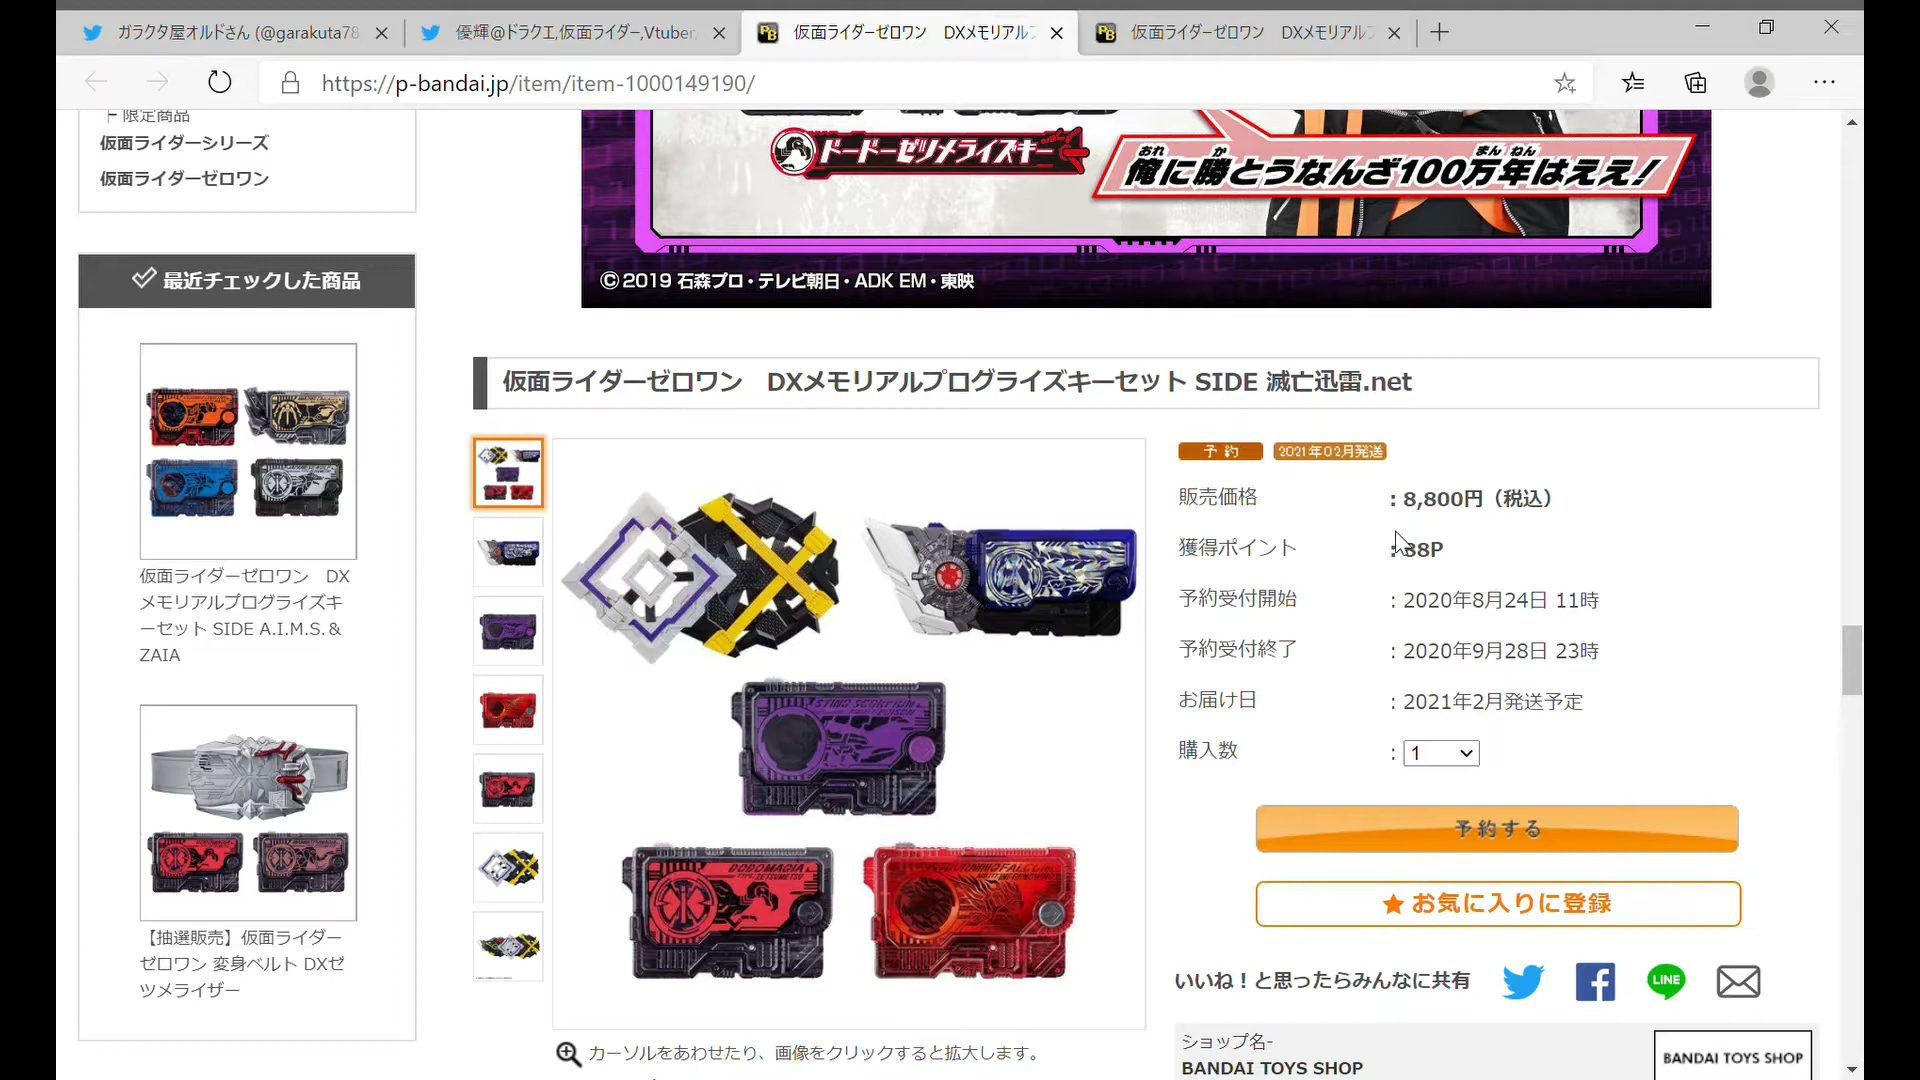 ガラクタ屋オルドさん (@garakuta78
優輝@ドラクエ,仮面ライダー,Vtuber,
仮面ライダーゼロワン　DXメモリアルプ
仮面ライダーゼロワン　DXメモリアルプ
https://p-bandai.jp/item/item-1000149190/
├ 限定商品
仮面ライダーシリーズ
仮面ライダーゼロワン
ドードーゼツメライズキー
俺に勝とうなんざ100万年はええ!
おれ か まん ねん
©2019 石森プロ・テレビ朝日・ADK EM・東映
最近チェックした商品
仮面ライダーゼロワン　DX
メモリアルプログライズキ
ーセット SIDE A.I.M.S.&
ZAIA
【抽選販売】仮面ライダー
ゼロワン 変身ベルト DXゼ
ツメライザー
仮面ライダーゼロワン　DXメモリアルプログライズキーセット SIDE 滅亡迅雷.net
予約
2021年02月発送
販売価格 : 8,800円（税込）
獲得ポイント : 88P
予約受付開始 : 2020年8月24日 11時
予約受付終了 : 2020年9月28日 23時
お届け日 : 2021年2月発送予定
購入数 : 1
予約する
★お気に入りに登録
いいね！と思ったらみんなに共有
LINE
STING SCORPION
DODOMAGIA
カーソルをあわせたり、画像をクリックすると拡大します。
ショップ名-
BANDAI TOYS SHOP
BANDAI TOYS SHOP